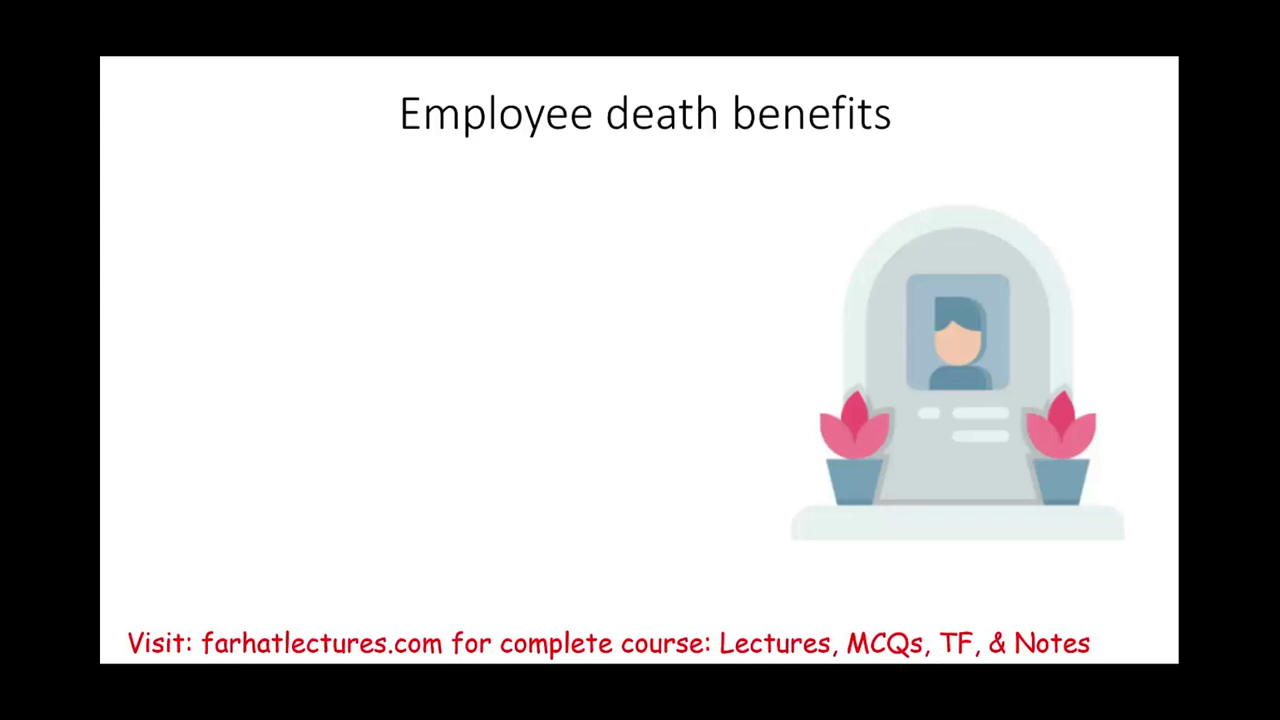 Employee death benefits
Visit: farhatlectures.com for complete course: Lectures, MCQs, TF, & Notes